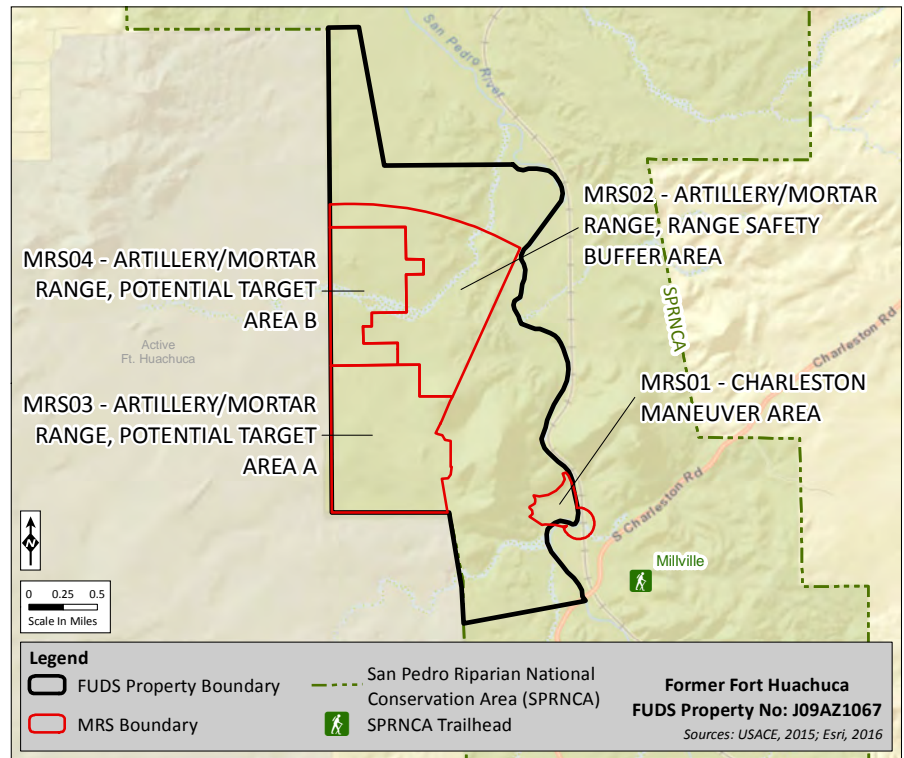 San Pedro River
MRS02 - ARTILLERY/MORTAR
RANGE, RANGE SAFETY
BUFFER AREA
MRS04 - ARTILLERY/MORTAR
RANGE, POTENTIAL TARGET
AREA B
Active
Ft. Huachuca
SPRNCA
Charleston Rd
MRS01 - CHARLESTON
MANEUVER AREA
MRS03 - ARTILLERY/MORTAR
RANGE, POTENTIAL TARGET
AREA A
S Charleston Rd
Millville
N
0 0.25 0.5
Scale In Miles
Legend
FUDS Property Boundary
MRS Boundary
San Pedro Riparian National
Conservation Area (SPRNCA)
SPRNCA Trailhead
Former Fort Huachuca
FUDS Property No: J09AZ1067
Sources: USACE, 2015; Esri, 2016